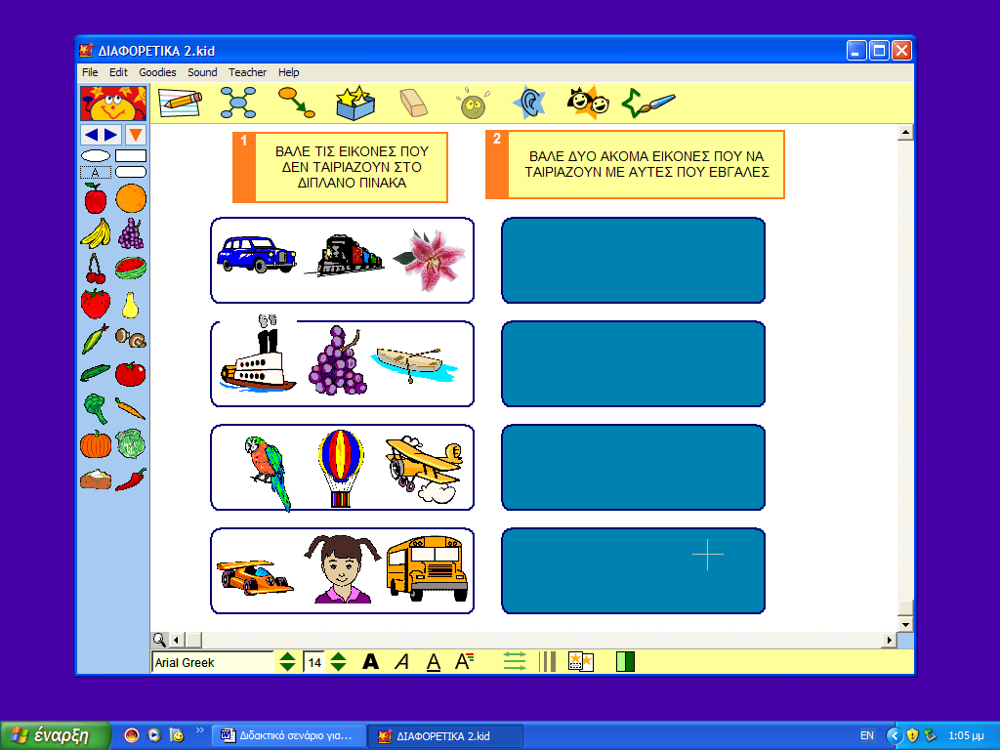 ΔΙΑΦΟΡΕΤΙΚΑ 2.kid
File Edit Goodies Sound Teacher Help
1
ΒΑΛΕ ΤΙΣ ΕΙΚΟΝΕΣ ΠΟΥ
ΔΕΝ ΤΑΙΡΙΑΖΟΥΝ ΣΤΟ
ΔΙΠΛΑΝΟ ΠΙΝΑΚΑ
2
ΒΑΛΕ ΔΥΟ ΑΚΟΜΑ ΕΙΚΟΝΕΣ ΠΟΥ ΝΑ
ΤΑΙΡΙΑΖΟΥΝ ΜΕ ΑΥΤΕΣ ΠΟΥ ΕΒΓΑΛΕΣ
A
Arial Greek 14 A A A A
έναρξη » Διδακτικό σενάριο για... ΔΙΑΦΟΡΕΤΙΚΑ 2.kid EN 1:05 μμ